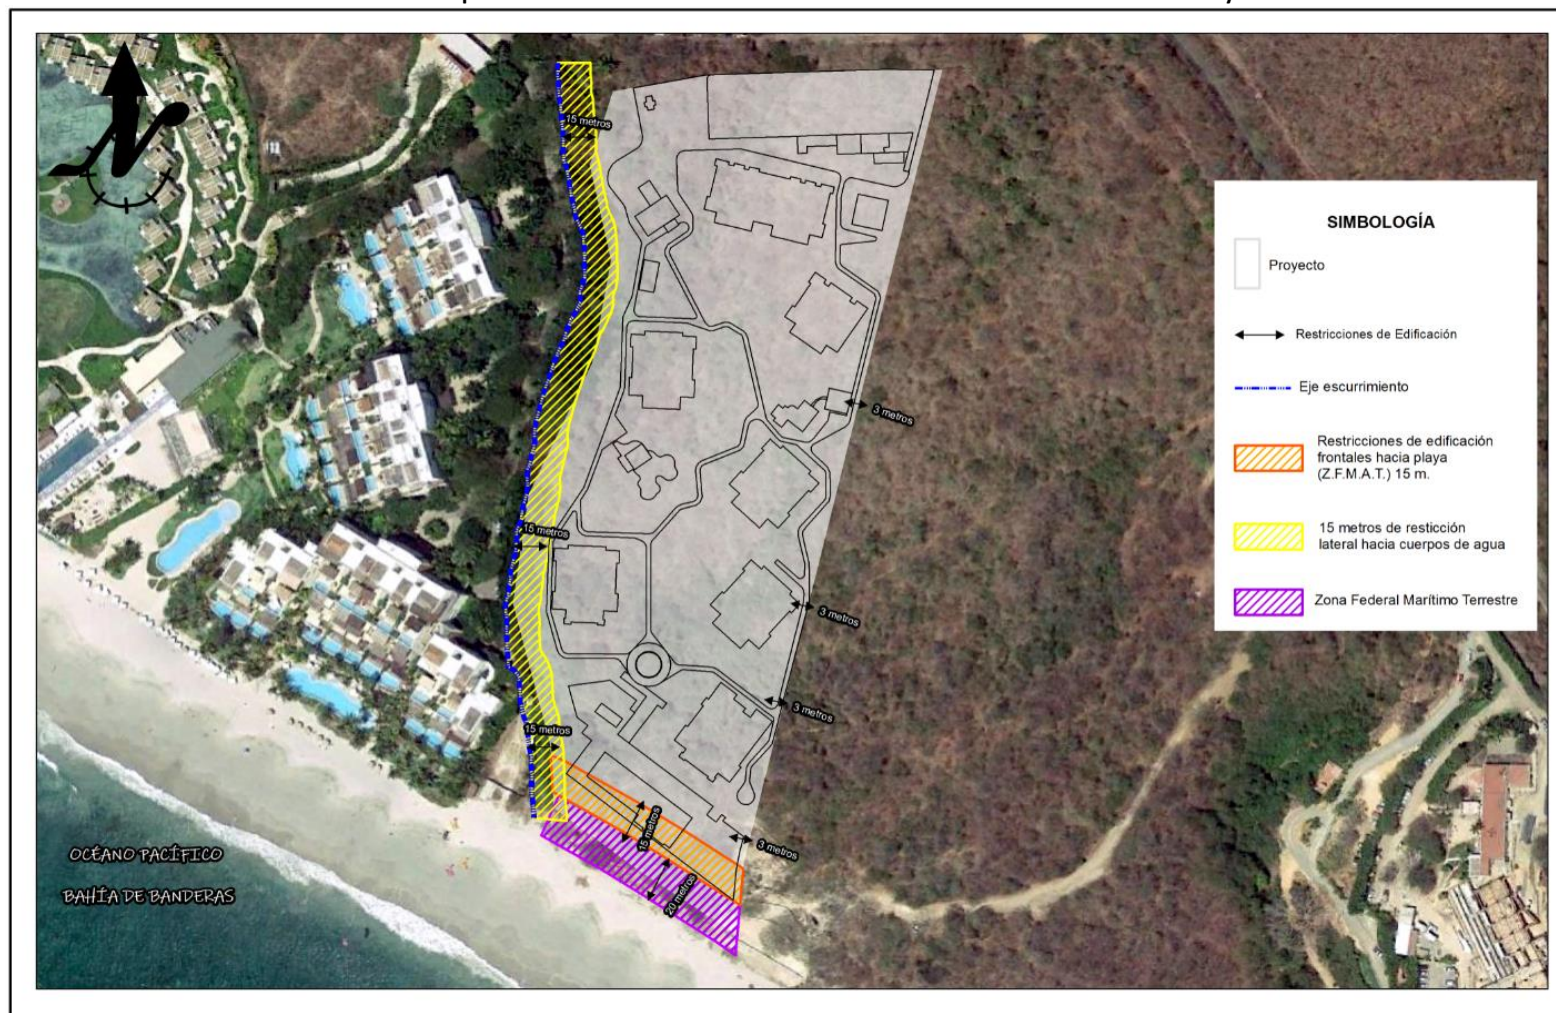 15 metros
SIMBOLOGÍA
Proyecto
Restricciones de Edificación
Eje escurrimiento
Restricciones de edificación
frontales hacia playa
(Z.F.M.A.T.) 15 m.
15 metros de resticción
lateral hacia cuerpos de agua
Zona Federal Marítimo Terrestre
3 metros
15 metros
3 metros
3 metros
15 metros
15 metros
3 metros
20 metros
OCÉANO PACÍFICO
BAHÍA DE BANDERAS